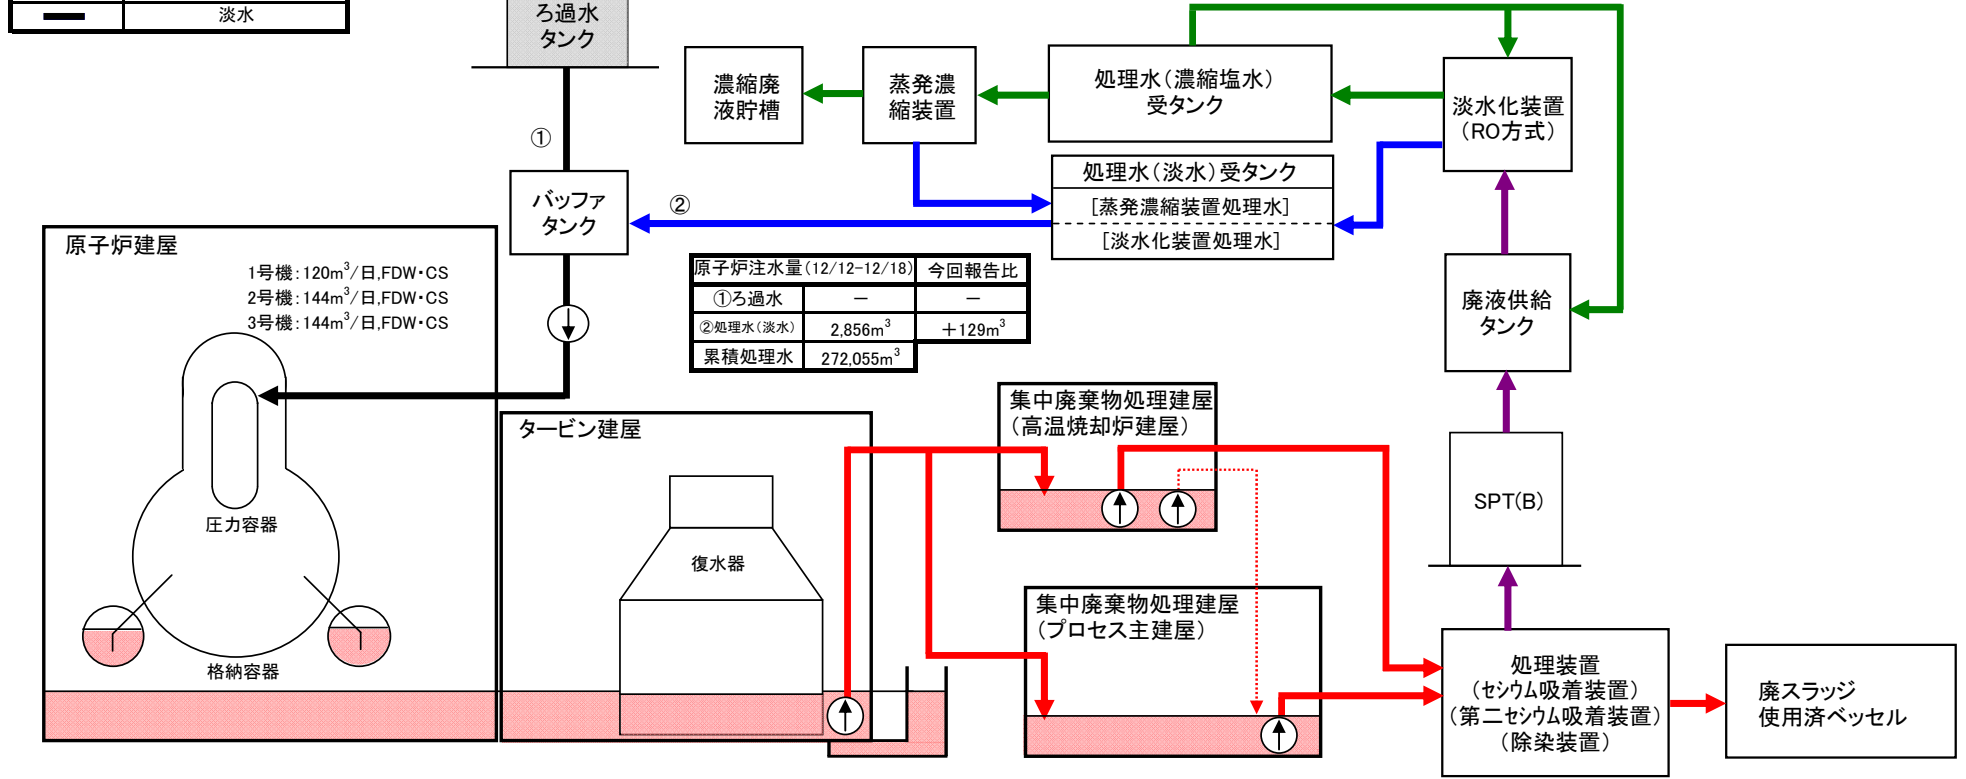 淡水
ろ過水
タンク
①
バッファ
タンク
②
濃縮廃
液貯槽
蒸発濃
縮装置
処理水(濃縮塩水)
受タンク
淡水化装置
(RO方式)
処理水(淡水)受タンク
[蒸発濃縮装置処理水]
[淡水化装置処理水]
原子炉建屋
1号機:120m³/日,FDW・CS
2号機:144m³/日,FDW・CS
3号機:144m³/日,FDW・CS
原子炉注水量(12/12-12/18) 今回報告比
①ろ過水 － －
②処理水(淡水) 2,856m³ ＋129m³
累積処理水 272,055m³
廃液供給
タンク
圧力容器
格納容器
タービン建屋
復水器
集中廃棄物処理建屋
(高温焼却炉建屋)
SPT(B)
集中廃棄物処理建屋
(プロセス主建屋)
処理装置
(セシウム吸着装置)
(第二セシウム吸着装置)
(除染装置)
廃スラッジ
使用済ベッセル